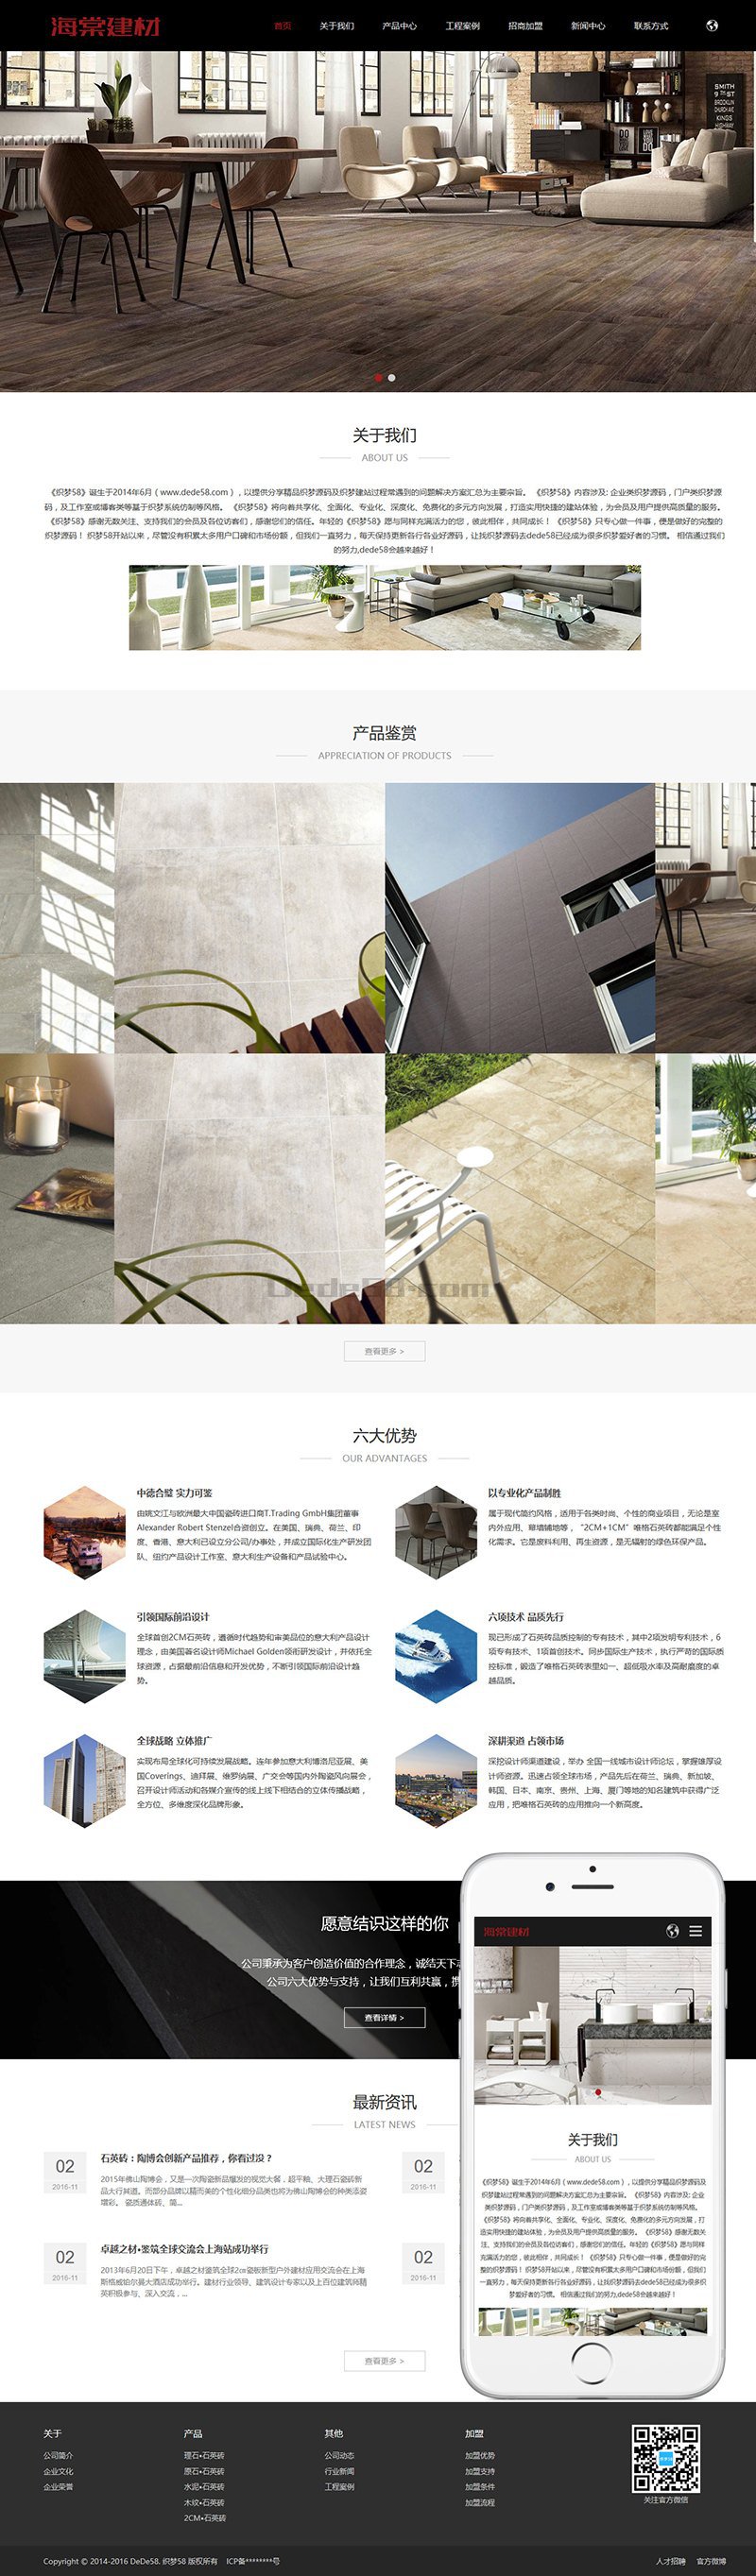 海棠建材
首页 关于我们 产品中心 工程案例 招商加盟 新闻中心 联系方式
SMITH
9TH ST
BROOKLYN
CHURCH AVE
KINGS
HIGHWAY
关于我们
ABOUT US
《织梦58》诞生于2014年6月（www.dede58.com），以提供分享精品织梦源码及织梦建站过程常遇到的问题解决方案汇总为主要宗旨。 《织梦58》内容涉及: 企业类织梦源码，门户类织梦源
码，及工作室或博客类等基于织梦系统仿制等风格。 《织梦58》将向着共享化、全面化、专业化、深度化、免费化的多元方向发展，打造实用快捷的建站体验，为会员及用户提供高质量的服务。
《织梦58》感谢无数关注、支持我们的会员及各位访客们，感谢您们的信任。年轻的《织梦58》愿与同样充满活力的您，彼此相伴，共同成长！ 《织梦58》只专心做一件事，便是做好的完整的
织梦源码！ 织梦58开站以来，尽管没有积累太多用户口碑和市场份额，但我们一直努力，每天保持更新各行各业好源码，让找织梦源码去dede58已经成为很多织梦爱好者的习惯。 相信通过我们
的努力,dede58会越来越好！
产品鉴赏
APPRECIATION OF PRODUCTS
Dede58.com
查看更多 >
六大优势
OUR ADVANTAGES
中德合璧 实力可鉴
由姚文江与欧洲最大中国瓷砖进口商T.Trading GmbH集团董事
Alexander Robert Stenzel合资创立。在美国、瑞典、荷兰、印
度、香港、意大利已设立分公司/办事处，并成立国际化生产研发团
队、纽约产品设计工作室、意大利生产设备和产品试验中心。
以专业化产品制胜
属于现代简约风格，适用于各类时尚、个性的商业项目，无论是室
内外应用、草墙铺地等，“2CM+1CM”唯格石英砖都能满足个性
化需求。它是废料利用、再生资源，是无辐射的绿色环保产品。
引领国际前沿设计
全球首创2CM石英砖，遵循时代趋势和审美品位的意大利产品设计
理念，由美国著名设计师Michael Golden领衔研发设计，并依托全
球资源，占据最前沿信息和开发优势，不断引领国际前沿设计趋
势。
六项技术 品质先行
现已形成了石英砖品质控制的专有技术，其中2项发明专利技术，6
项专有技术、1项首创技术。同步国际生产技术，执行严苛的国际质
控标准，锻造了唯格石英砖表里如一、超低吸水率及高耐磨度的卓
越品质。
全球战略 立体推广
实现布局全球化可持续发展战略。连年参加意大利博洛尼亚展、美
国Coverings、迪拜展、维罗纳展、广交会等国内外陶瓷风向展会，
召开设计师活动和各媒介宣传的线上线下相结合的立体传播战略，
全方位、多维度深化品牌形象。
深耕渠道 占领市场
深挖设计师渠道建设，举办 全国一线城市设计师论坛，掌握雄厚设
计师资源。迅速占领全球市场，产品先后在荷兰、瑞典、新加坡、
韩国、日本、南京、贵州、上海、厦门等地的知名建筑中获得广泛
应用，把唯格石英砖的应用推向一个新高度。
愿意结识这样的你
公司秉承为客户创造价值的合作理念，诚结天下志
公司六大优势与支持，让我们互利共赢，携
查看详情 >
最新资讯
LATEST NEWS
02
2016-11
石英砖：陶博会创新产品推荐，你看过没？
2015年佛山陶博会，又是一次陶瓷新品爆发的视觉大餐，超平釉、大理石瓷砖新
品大行其道。而部分品牌以精而美的个性化细分品类也将为佛山陶博会的种类添姿
增彩。 瓷质通体砖、简...
02
2016-11
02
2016-11
卓越之材•鉴筑全球交流会上海站成功举行
2013年6月20日下午，卓越之材鉴筑全球2㎝瓷板新型户外建材应用交流会在上海
斯格威铂尔曼大酒店成功举行。建材行业领导、建筑设计专家以及上百位建筑师精
英积极参与、深入交流，...
02
2016-11
查看更多 >
海棠建材
关于我们
ABOUT US
《织梦58》诞生于2014年6月（www.dede58.com），以提供分享精品织梦源码及
织梦建站过程常遇到的问题解决方案汇总为主要宗旨。 《织梦58》内容涉及: 企业
类织梦源码，门户类织梦源码，及工作室或博客类等基于织梦系统仿制等风格。
《织梦58》将向着共享化、全面化、专业化、深度化、免费化的多元方向发展，打
造实用快捷的建站体验，为会员及用户提供高质量的服务。 《织梦58》感谢无数关
注、支持我们的会员及各位访客们，感谢您们的信任。年轻的《织梦58》愿与同样
充满活力的您，彼此相伴，共同成长！ 《织梦58》只专心做一件事，便是做好的完
整的织梦源码！ 织梦58开站以来，尽管没有积累太多用户口碑和市场份额，但我们
一直努力，每天保持更新各行各业好源码，让找织梦源码去dede58已经成为很多织
梦爱好者的习惯。 相信通过我们的努力,dede58会越来越好！
关于 产品 其他 加盟
公司简介 理石•石英砖 公司动态 加盟优势
企业文化 原石•石英砖 行业新闻 加盟支持
企业荣誉 水泥•石英砖 工程案例 加盟条件
木纹•石英砖 加盟流程
2CM•石英砖
关注官方微信
Copyright © 2014-2016 DeDe58. 织梦58 版权所有 ICP备********号
人才招聘 官方微博